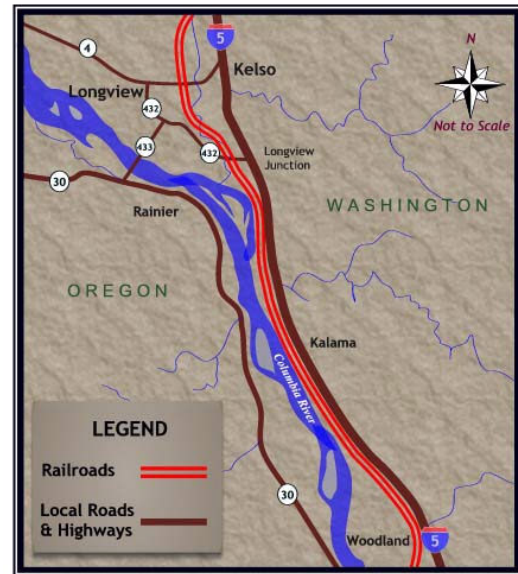 5
4
Kelso
N
Longview
432
Not to Scale
433
432
Longview
Junction
30
Rainier
WASHINGTON
OREGON
Kalama
Columbia River
LEGEND
Railroads
Local Roads
& Highways
30
Woodland
5